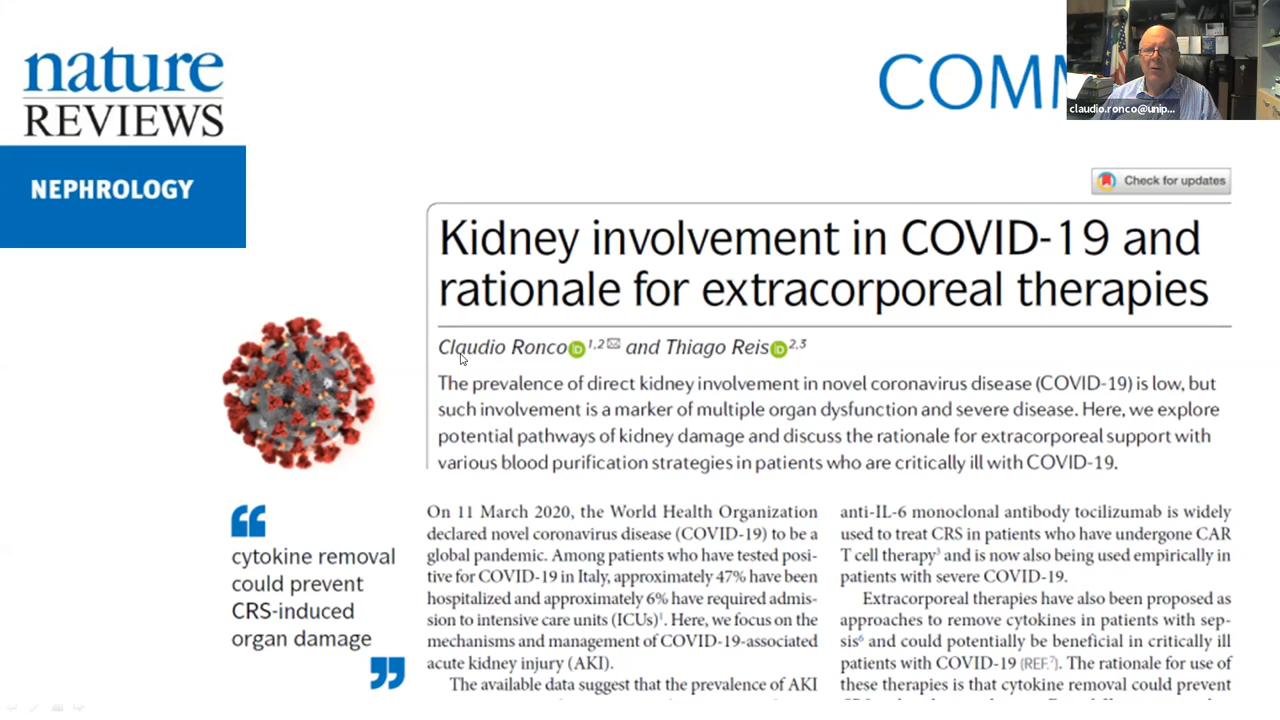 nature
REVIEWS
NEPHROLOGY
COMM
claudio.ronco@unip...
Check for updates
Kidney involvement in COVID-19 and
rationale for extracorporeal therapies
Claudio Ronco 1,2 and Thiago Reis 2,3
The prevalence of direct kidney involvement in novel coronavirus disease (COVID-19) is low, but
such involvement is a marker of multiple organ dysfunction and severe disease. Here, we explore
potential pathways of kidney damage and discuss the rationale for extracorporeal support with
various blood purification strategies in patients who are critically ill with COVID-19.
“
cytokine removal
could prevent
CRS-induced
organ damage
”
On 11 March 2020, the World Health Organization
declared novel coronavirus disease (COVID-19) to be a
global pandemic. Among patients who have tested posi-
tive for COVID-19 in Italy, approximately 47% have been
hospitalized and approximately 6% have required admis-
sion to intensive care units (ICUs)1. Here, we focus on the
mechanisms and management of COVID-19-associated
acute kidney injury (AKI).
The available data suggest that the prevalence of AKI
anti-IL-6 monoclonal antibody tocilizumab is widely
used to treat CRS in patients who have undergone CAR
T cell therapy3 and is now also being used empirically in
patients with severe COVID-19.
Extracorporeal therapies have also been proposed as
approaches to remove cytokines in patients with sep-
sis6 and could potentially be beneficial in critically ill
patients with COVID-19 (REF.7). The rationale for use of
these therapies is that cytokine removal could prevent